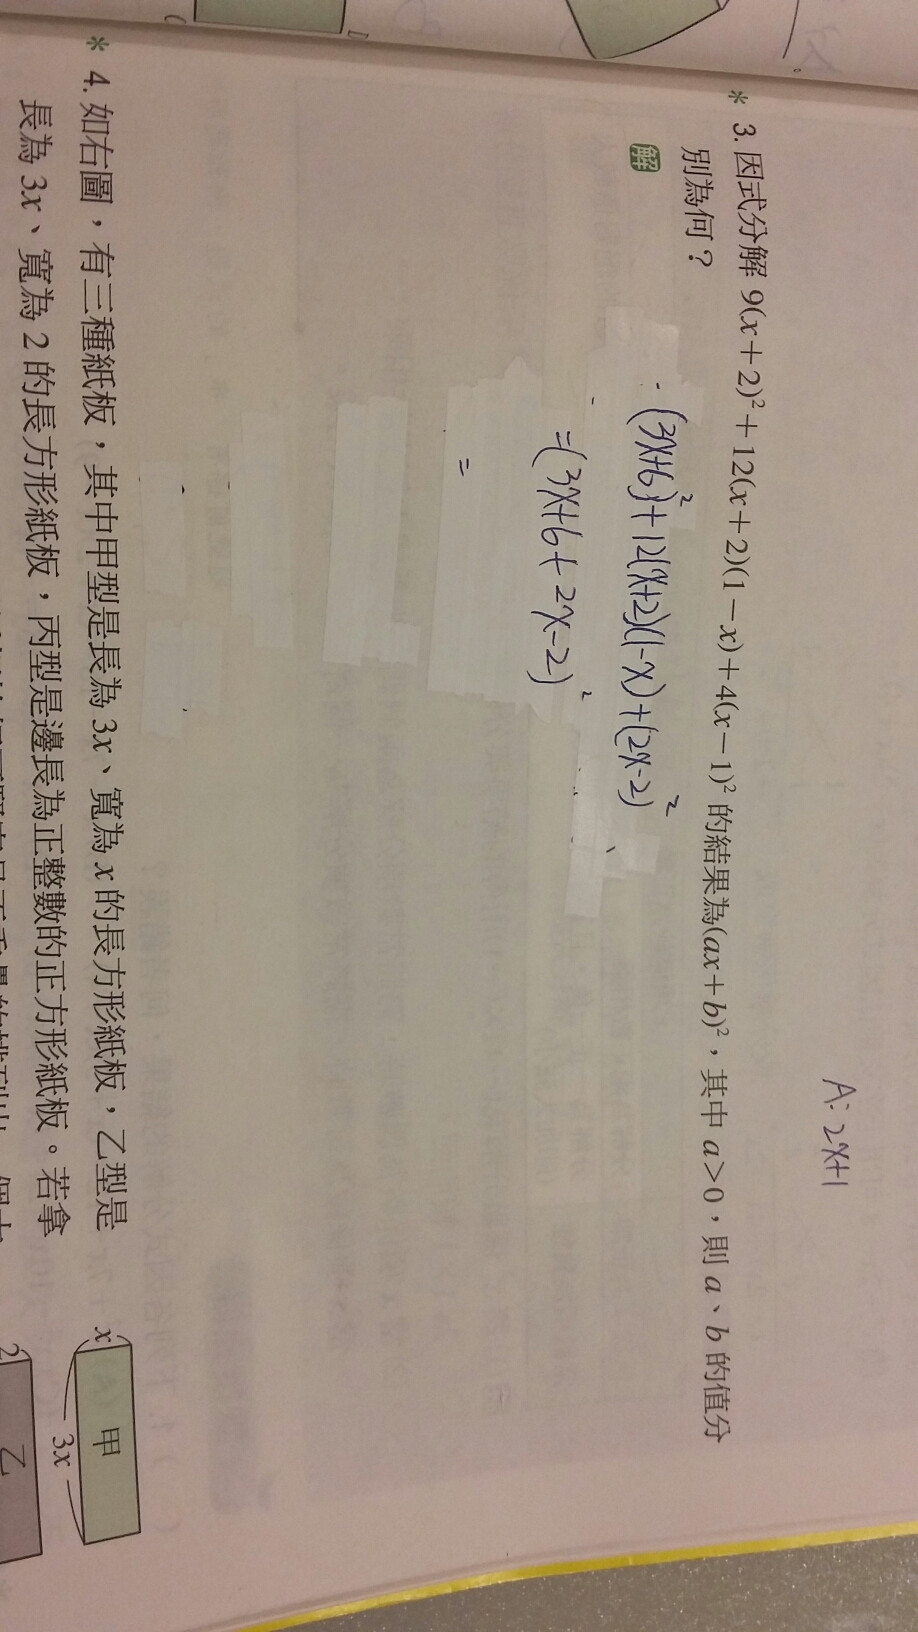 A: 2x+1
* 3. 因式分解 9(x+2)²+12(x+2)(1-x)+4(x-1)² 的結果為(ax+b)²,其中 a>0,則 a、b 的值分
別為何?
解
(3x+6)²+12(x+2)(1-x)+(2x-2)²
=(3x+6+2x-2)²
=
* 4. 如右圖,有三種紙板,其中甲型是長為 3x、寬為 x 的長方形紙板,乙型是
長為 3x、寬為 2 的長方形紙板,丙型是邊長為正整數的正方形紙板。若拿
x
甲
3x
2
乙